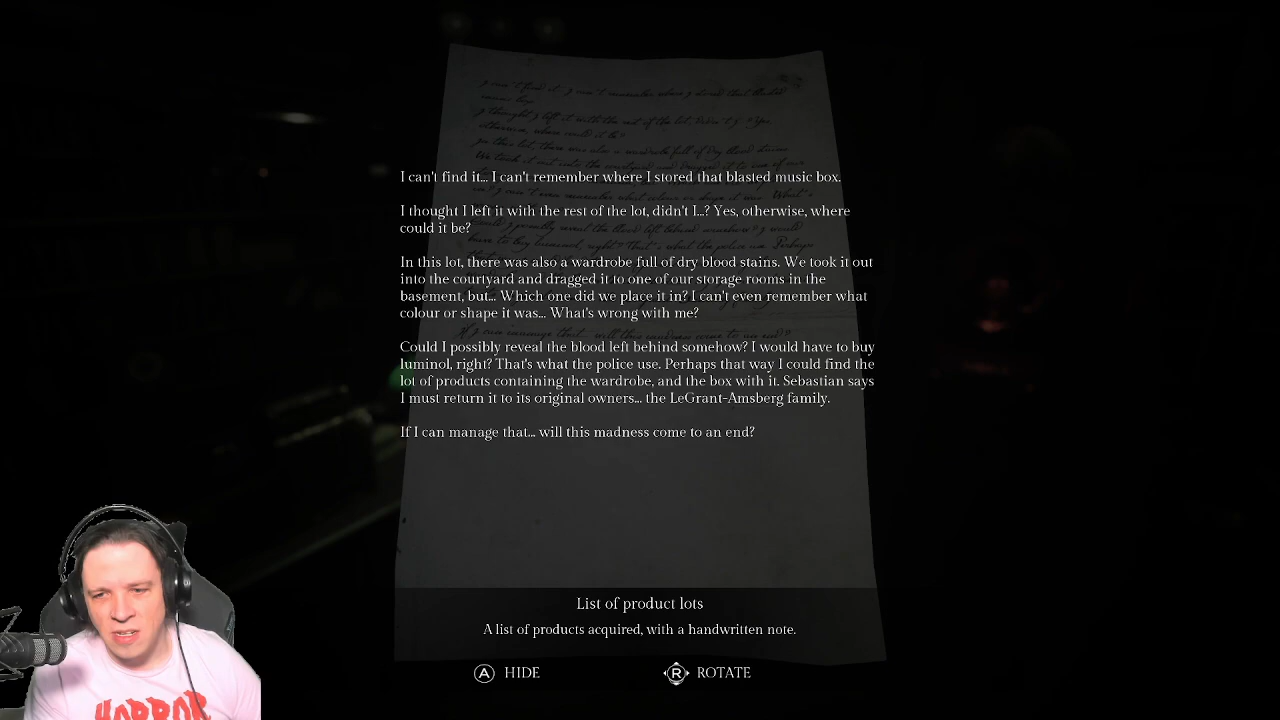 I can't find it... I can't remember where I stored that blasted music box.
I thought I left it with the rest of the lot, didn't I...? Yes, otherwise, where
could it be?
In this lot, there was also a wardrobe full of dry blood stains. We took it out
into the courtyard and dragged it to one of our storage rooms in the
basement, but... Which one did we place it in? I can't even remember what
colour or shape it was... What's wrong with me?
Could I possibly reveal the blood left behind somehow? I would have to buy
luminol, right? That's what the police use. Perhaps that way I could find the
lot of products containing the wardrobe, and the box with it. Sebastian says
I must return it to its original owners... the LeGrant-Amsberg family.
If I can manage that... will this madness come to an end?
List of product lots
A list of products acquired, with a handwritten note.
A HIDE R ROTATE
HORROR